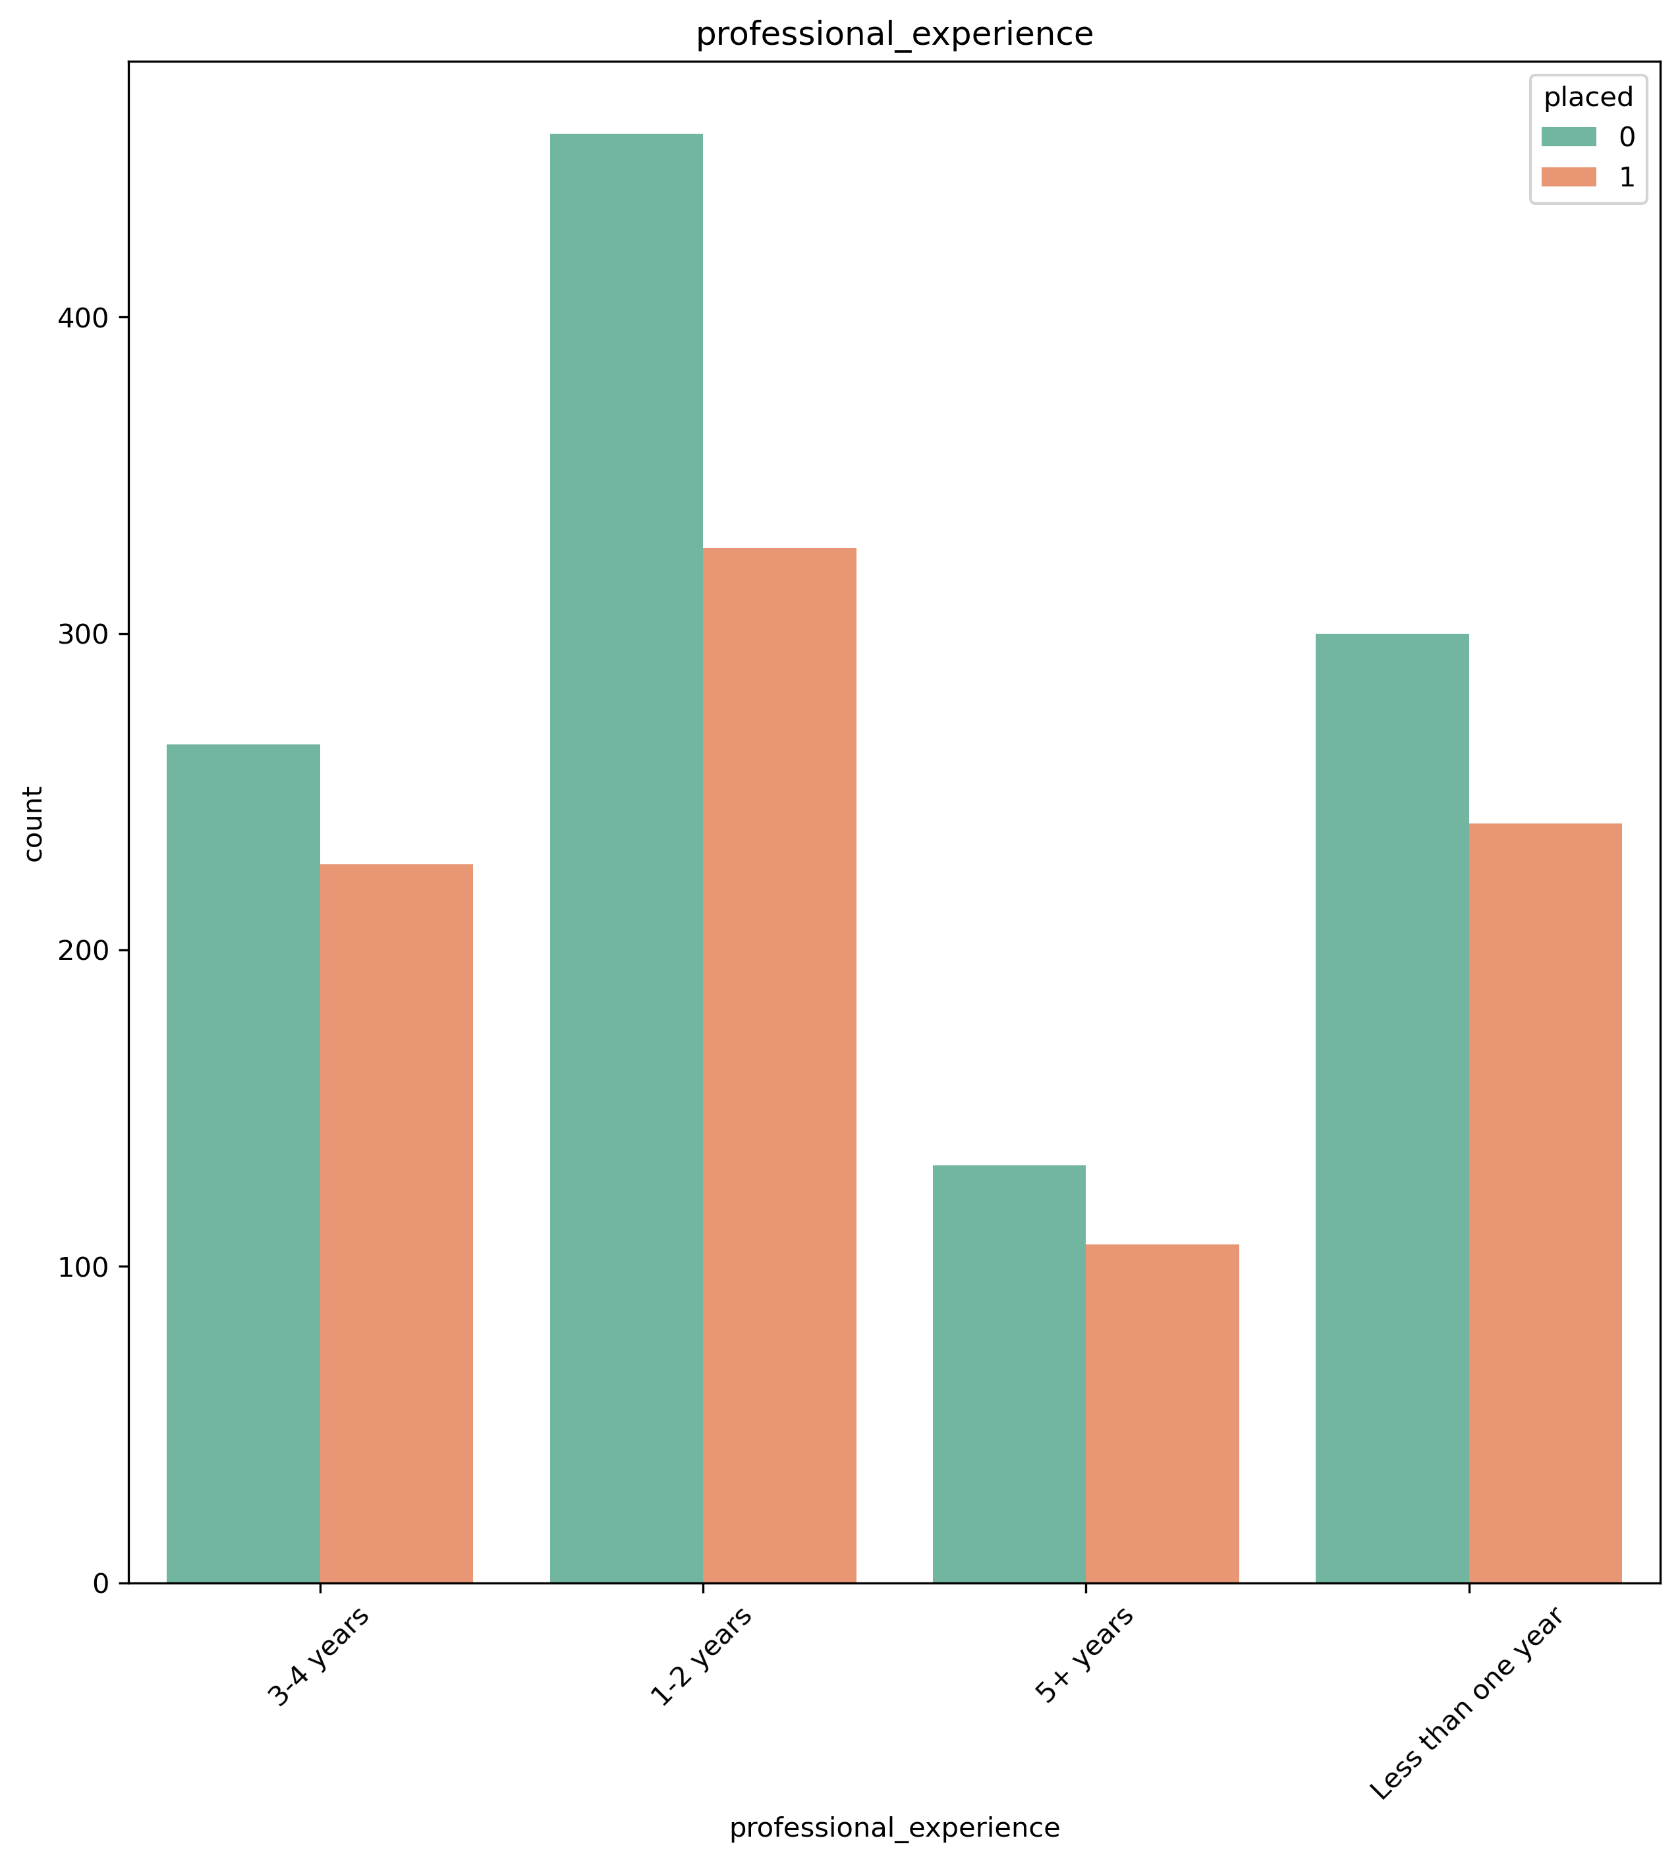 professional_experience
placed
0
1
400
300
200
100
0
count
3-4 years
1-2 years
5+ years
Less than one year
professional_experience